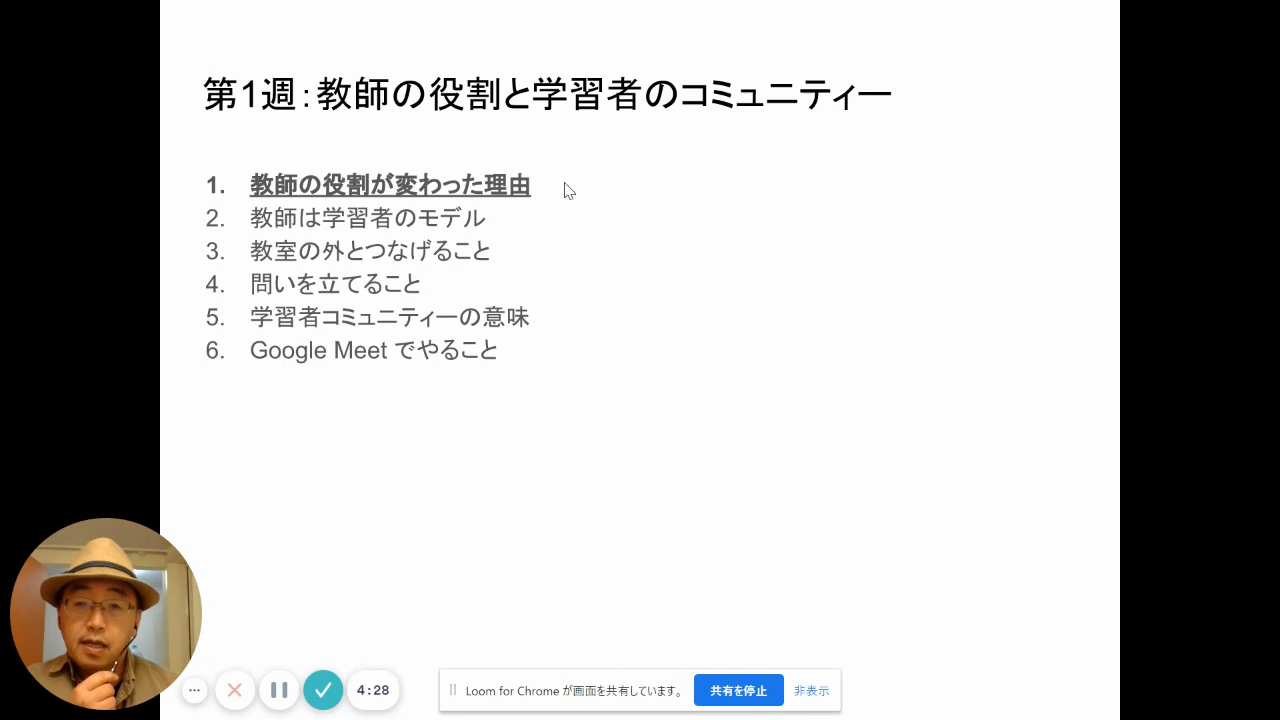 第1週：教師の役割と学習者のコミュニティー
1. 教師の役割が変わった理由
2. 教師は学習者のモデル
3. 教室の外とつなげること
4. 問いを立てること
5. 学習者コミュニティーの意味
6. Google Meet でやること
4:28
Loom for Chrome が画面を共有しています。 共有を停止 非表示